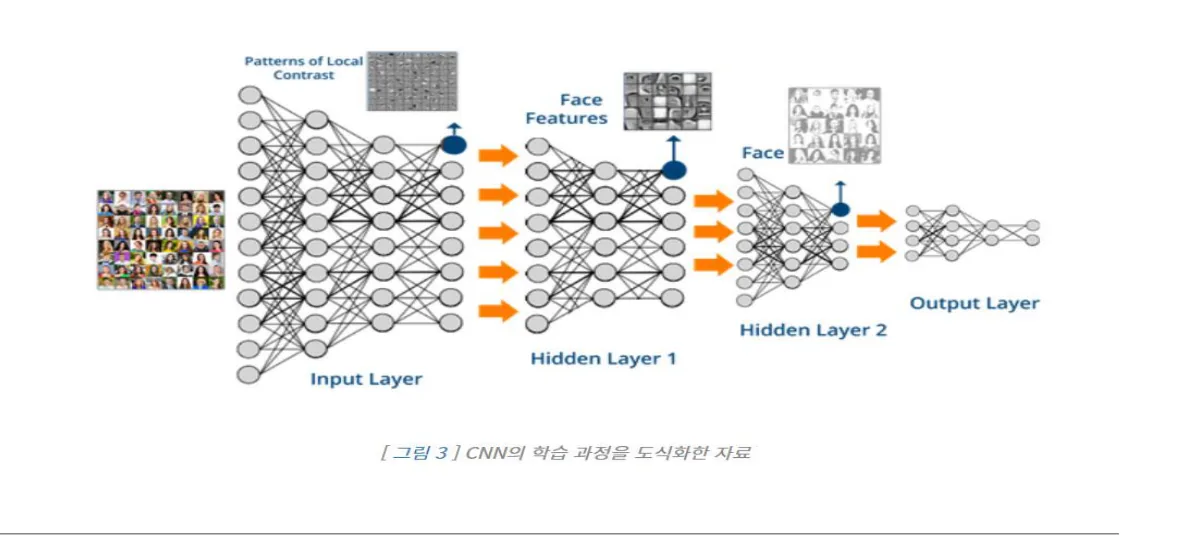 Patterns of Local
Contrast
Face
Features
Face
Input Layer
Hidden Layer 1
Hidden Layer 2
Output Layer
[ 그림 3 ] CNN의 학습 과정을 도식화한 자료